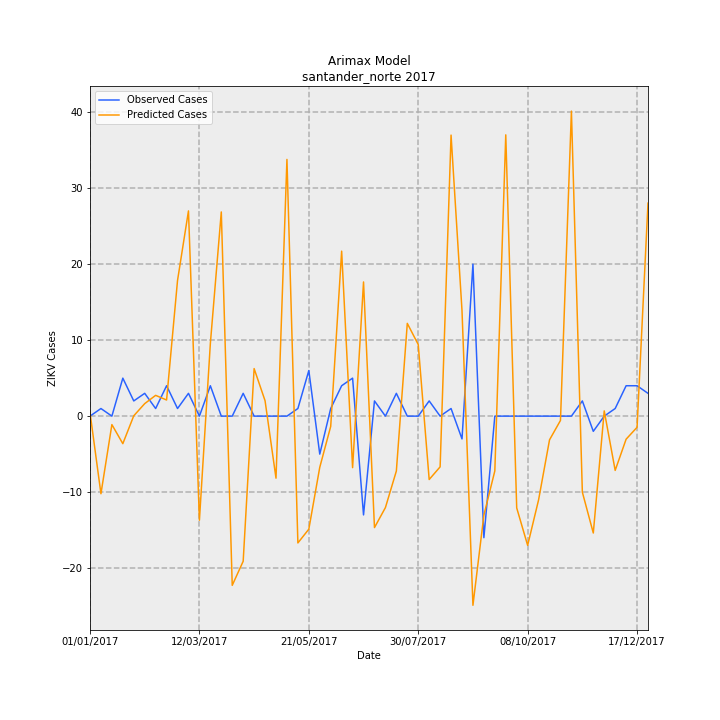 Arimax Model
santander_norte 2017
Observed Cases
Predicted Cases
40
30
20
10
0
−10
−20
ZIKV Cases
01/01/2017 12/03/2017 21/05/2017 30/07/2017 08/10/2017 17/12/2017
Date